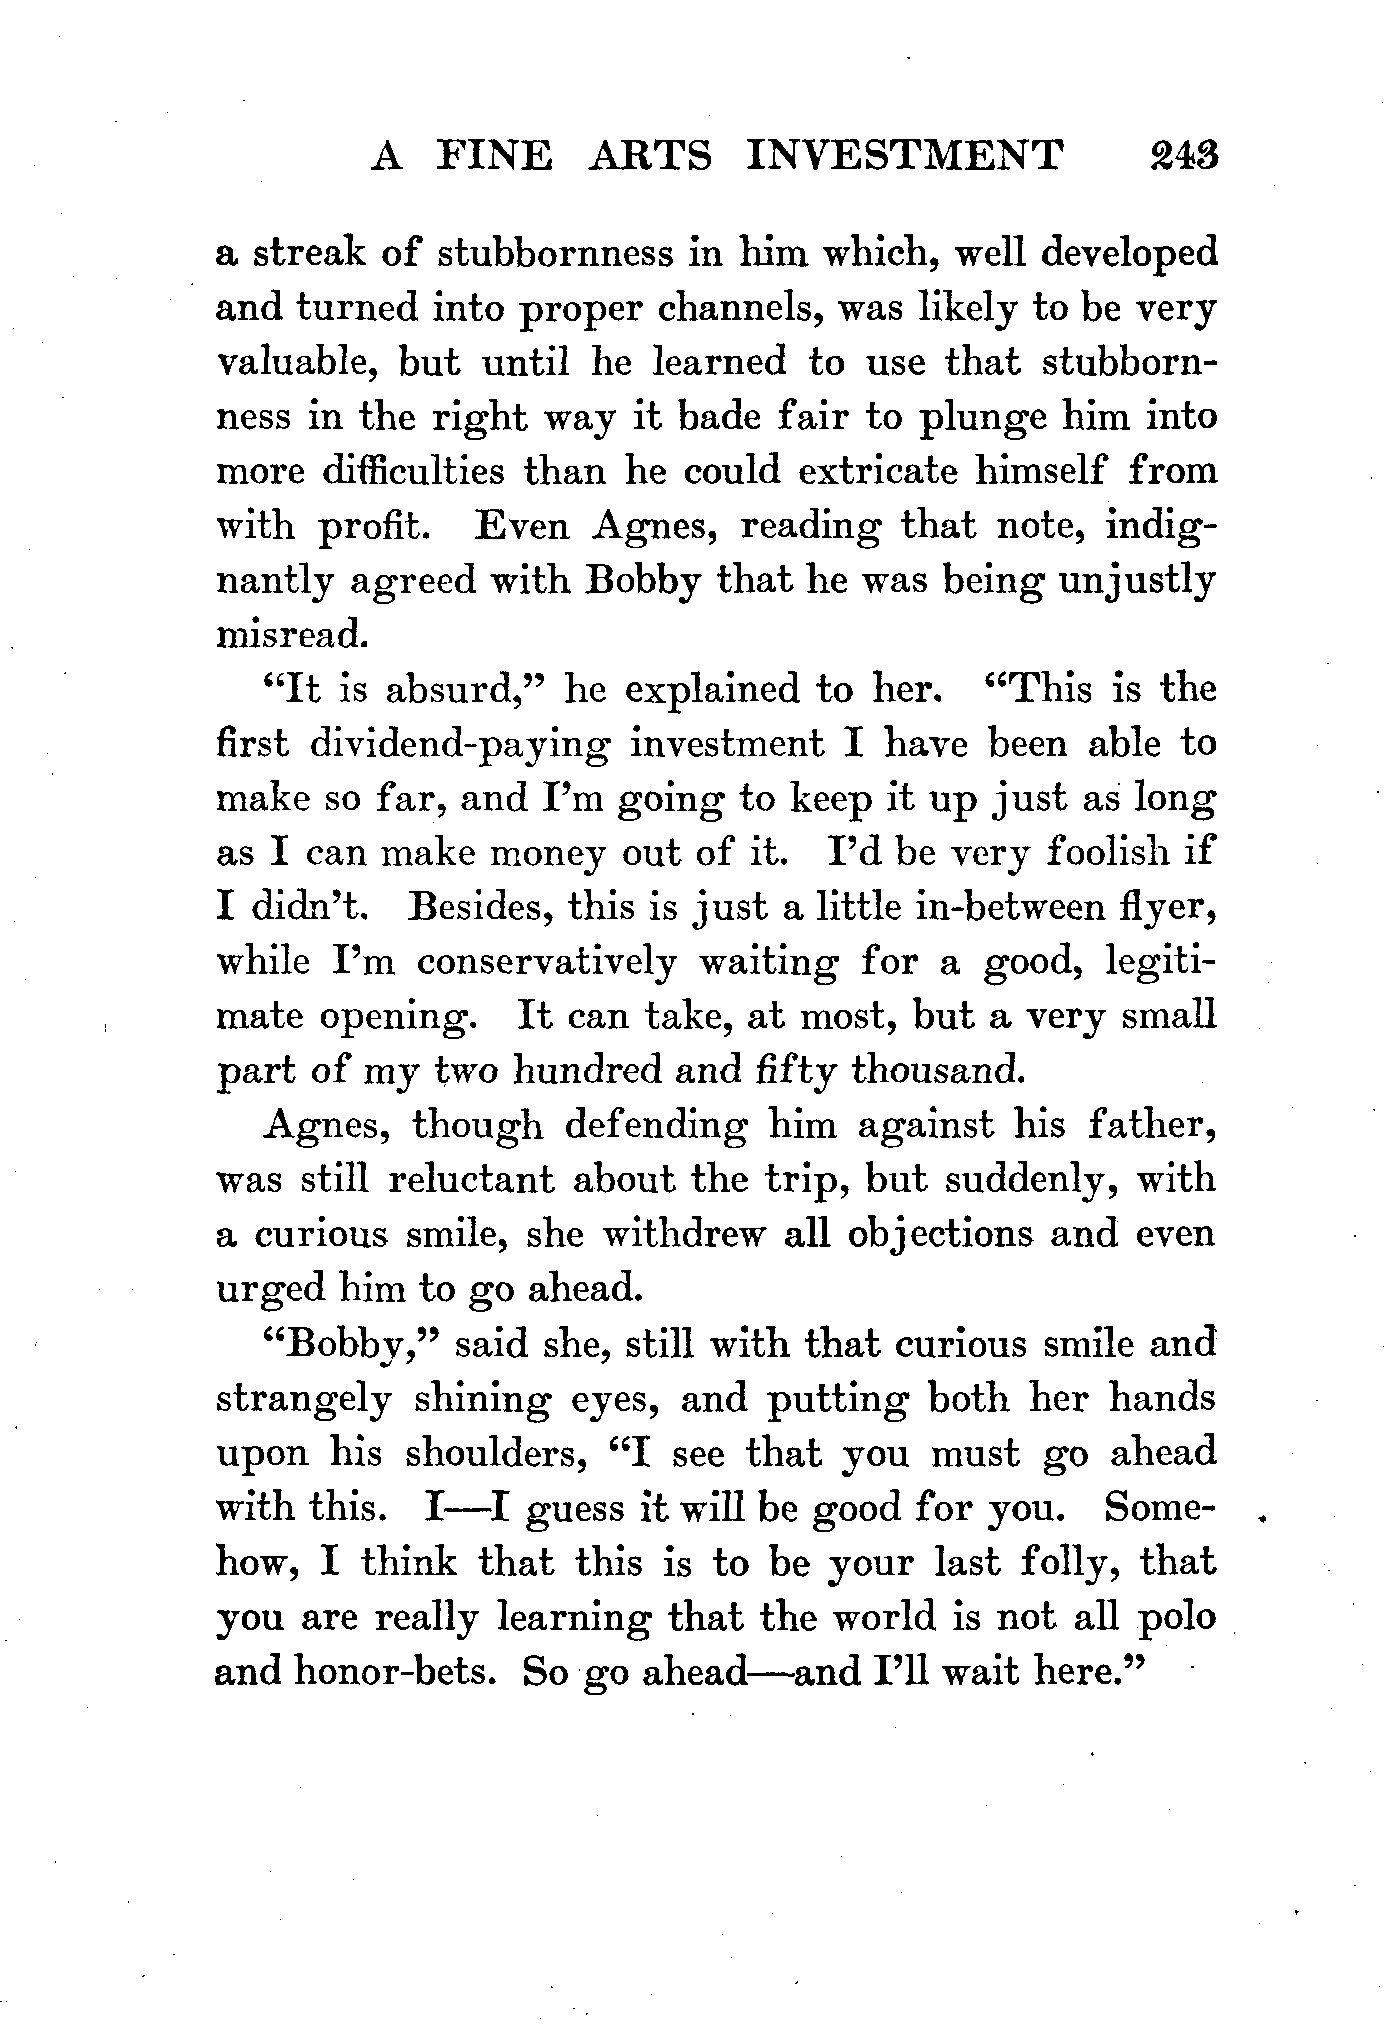 A FINE ARTS INVESTMENT 243
a streak of stubbornness in him which, well developed
and turned into proper channels, was likely to be very
valuable, but until he learned to use that stubborn-
ness in the right way it bade fair to plunge him into
more difficulties than he could extricate himself from
with profit. Even Agnes, reading that note, indig-
nantly agreed with Bobby that he was being unjustly
misread.
“It is absurd,” he explained to her. “This is the
first dividend-paying investment I have been able to
make so far, and I’m going to keep it up just as long
as I can make money out of it. I’d be very foolish if
I didn’t. Besides, this is just a little in-between flyer,
while I’m conservatively waiting for a good, legiti-
mate opening. It can take, at most, but a very small
part of my two hundred and fifty thousand.
Agnes, though defending him against his father,
was still reluctant about the trip, but suddenly, with
a curious smile, she withdrew all objections and even
urged him to go ahead.
“Bobby,” said she, still with that curious smile and
strangely shining eyes, and putting both her hands
upon his shoulders, “I see that you must go ahead
with this. I—I guess it will be good for you. Some-
how, I think that this is to be your last folly, that
you are really learning that the world is not all polo
and honor-bets. So go ahead—and I’ll wait here.”